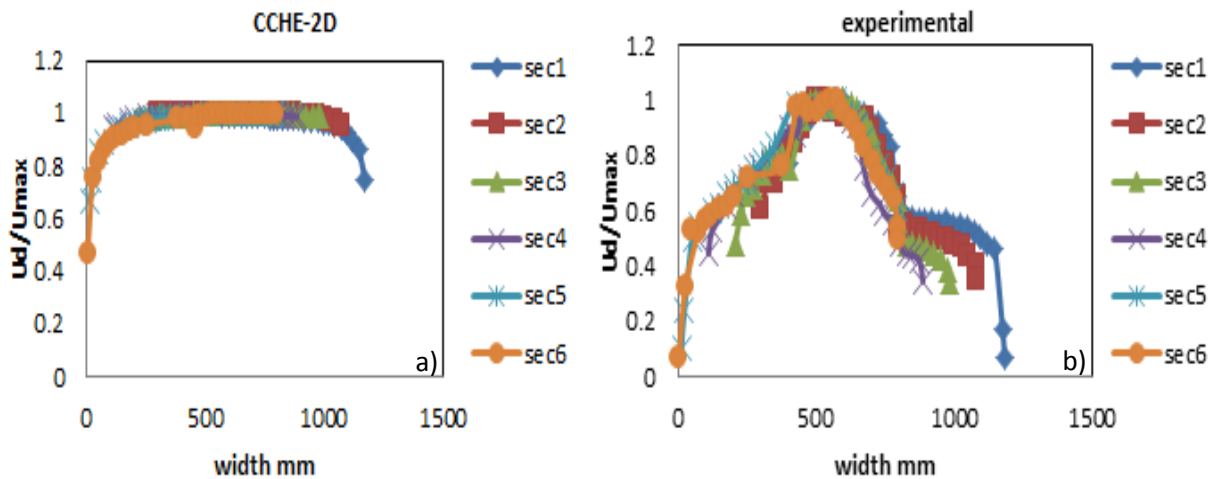 CCHE-2D
Ud/Umax
1.2
1
0.8
0.6
0.4
0.2
0
0
500
1000
1500
width mm
a)
sec1
sec2
sec3
sec4
sec5
sec6
experimental
Ud/Umax
1.2
1
0.8
0.6
0.4
0.2
0
0
500
1000
1500
width mm
b)
sec1
sec2
sec3
sec4
sec5
sec6